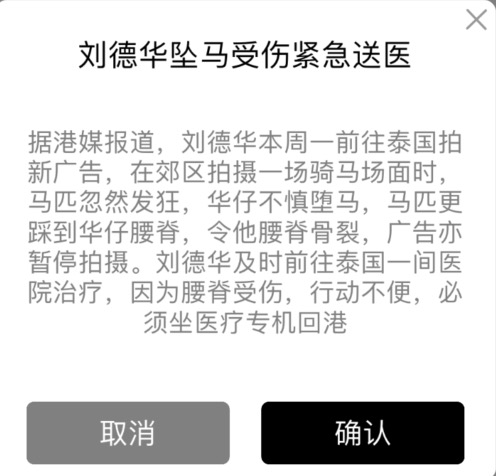 刘德华坠马受伤紧急送医
据港媒报道，刘德华本周一前往泰国拍
新广告，在郊区拍摄一场骑马场面时，
马匹忽然发狂，华仔不慎堕马，马匹更
踩到华仔腰脊，令他腰脊骨裂，广告亦
暂停拍摄。刘德华及时前往泰国一间医
院治疗，因为腰脊受伤，行动不便，必
须坐医疗专机回港
取消
确认